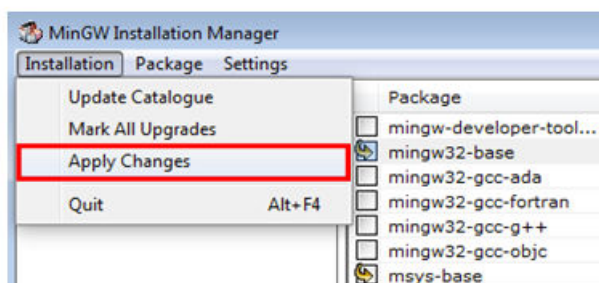 MinGW Installation Manager
Installation Package Settings
Update Catalogue
Mark All Upgrades
Apply Changes
Quit Alt+F4
Package
mingw-developer-tool...
mingw32-base
mingw32-gcc-ada
mingw32-gcc-fortran
mingw32-gcc-g++
mingw32-gcc-objc
msys-base